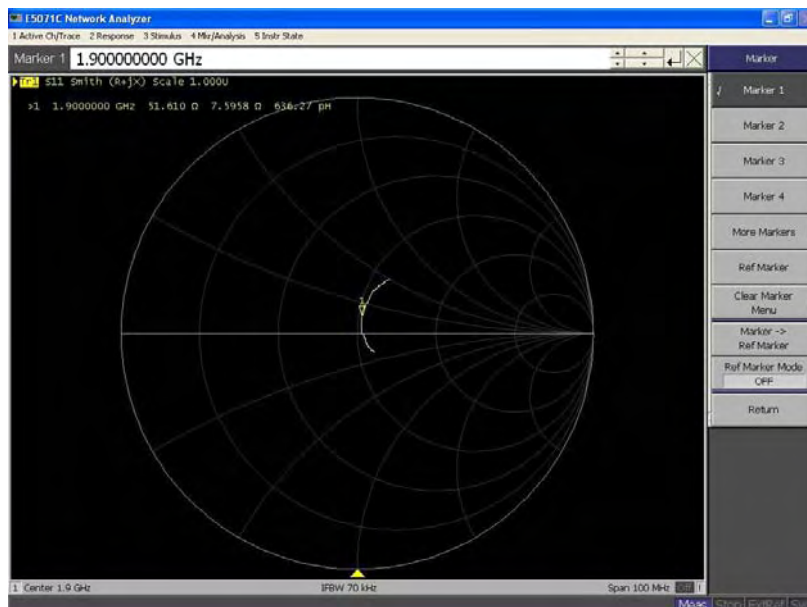 E5071C Network Analyzer
1 Active Ch/Trace 2 Response 3 Stimulus 4 Mkr/Analysis 5 Instr State
Marker 1 1.900000000 GHz
Marker
Tr1 S11 Smith (R+jX) Scale 1.000U
>1 1.9000000 GHz 51.610 Ω 7.5958 Ω 636.27 pH
1
Marker 1
Marker 2
Marker 3
Marker 4
More Markers
Ref Marker
Clear Marker
Menu
Marker ->
Ref Marker
Ref Marker Mode
OFF
Return
1 Center 1.9 GHz IFBW 70 kHz Span 100 MHz
Meas Stop ExtRef